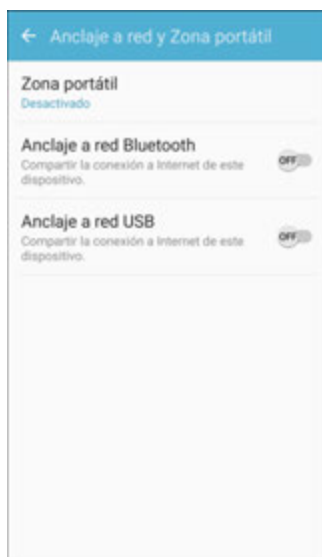 Anclaje a red y Zona portátil
Zona portátil
Desactivado
Anclaje a red Bluetooth
Compartir la conexión a Internet de este
dispositivo.
OFF
Anclaje a red USB
Compartir la conexión a Internet de este
dispositivo.
OFF